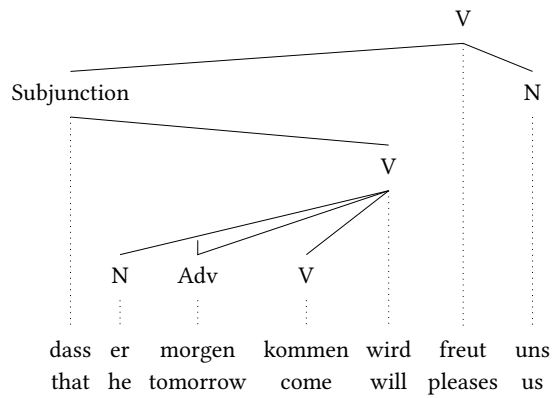 V
Subjunction N
V
N Adv V
dass er morgen kommen wird freut uns
that he tomorrow come will pleases us